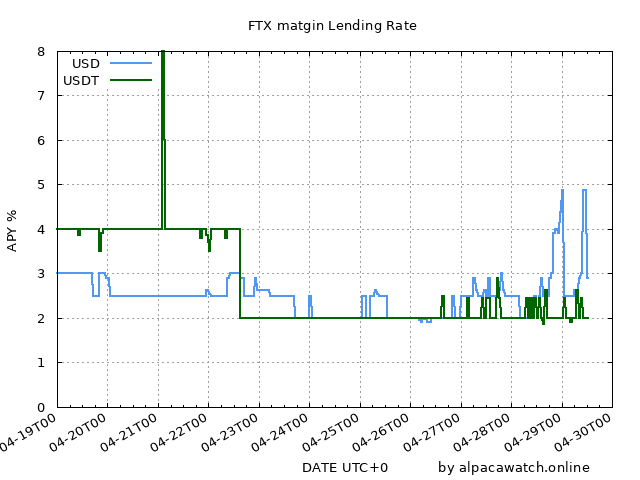 FTX matgin Lending Rate
USD
USDT
8
7
6
5
4
3
2
1
0
APY %
04-19T00
04-20T00
04-21T00
04-22T00
04-23T00
04-24T00
04-25T00
04-26T00
04-27T00
04-28T00
04-29T00
04-30T00
DATE UTC+0
by alpacawatch.online